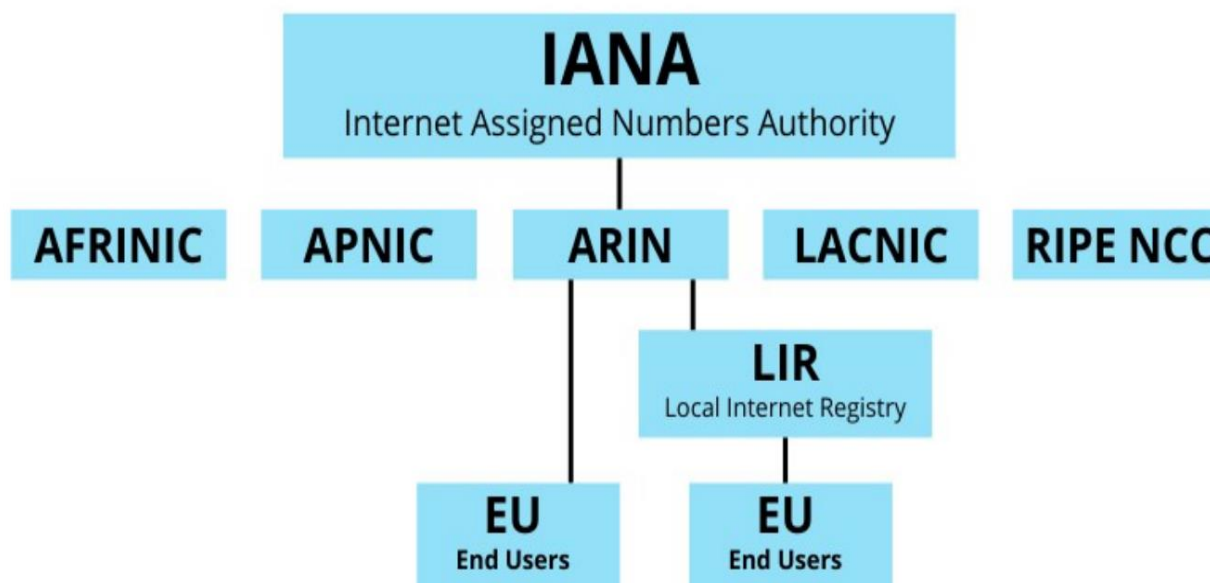 IANA
Internet Assigned Numbers Authority
AFRINIC
APNIC
ARIN
LACNIC
RIPE NCC
LIR
Local Internet Registry
EU
End Users
EU
End Users